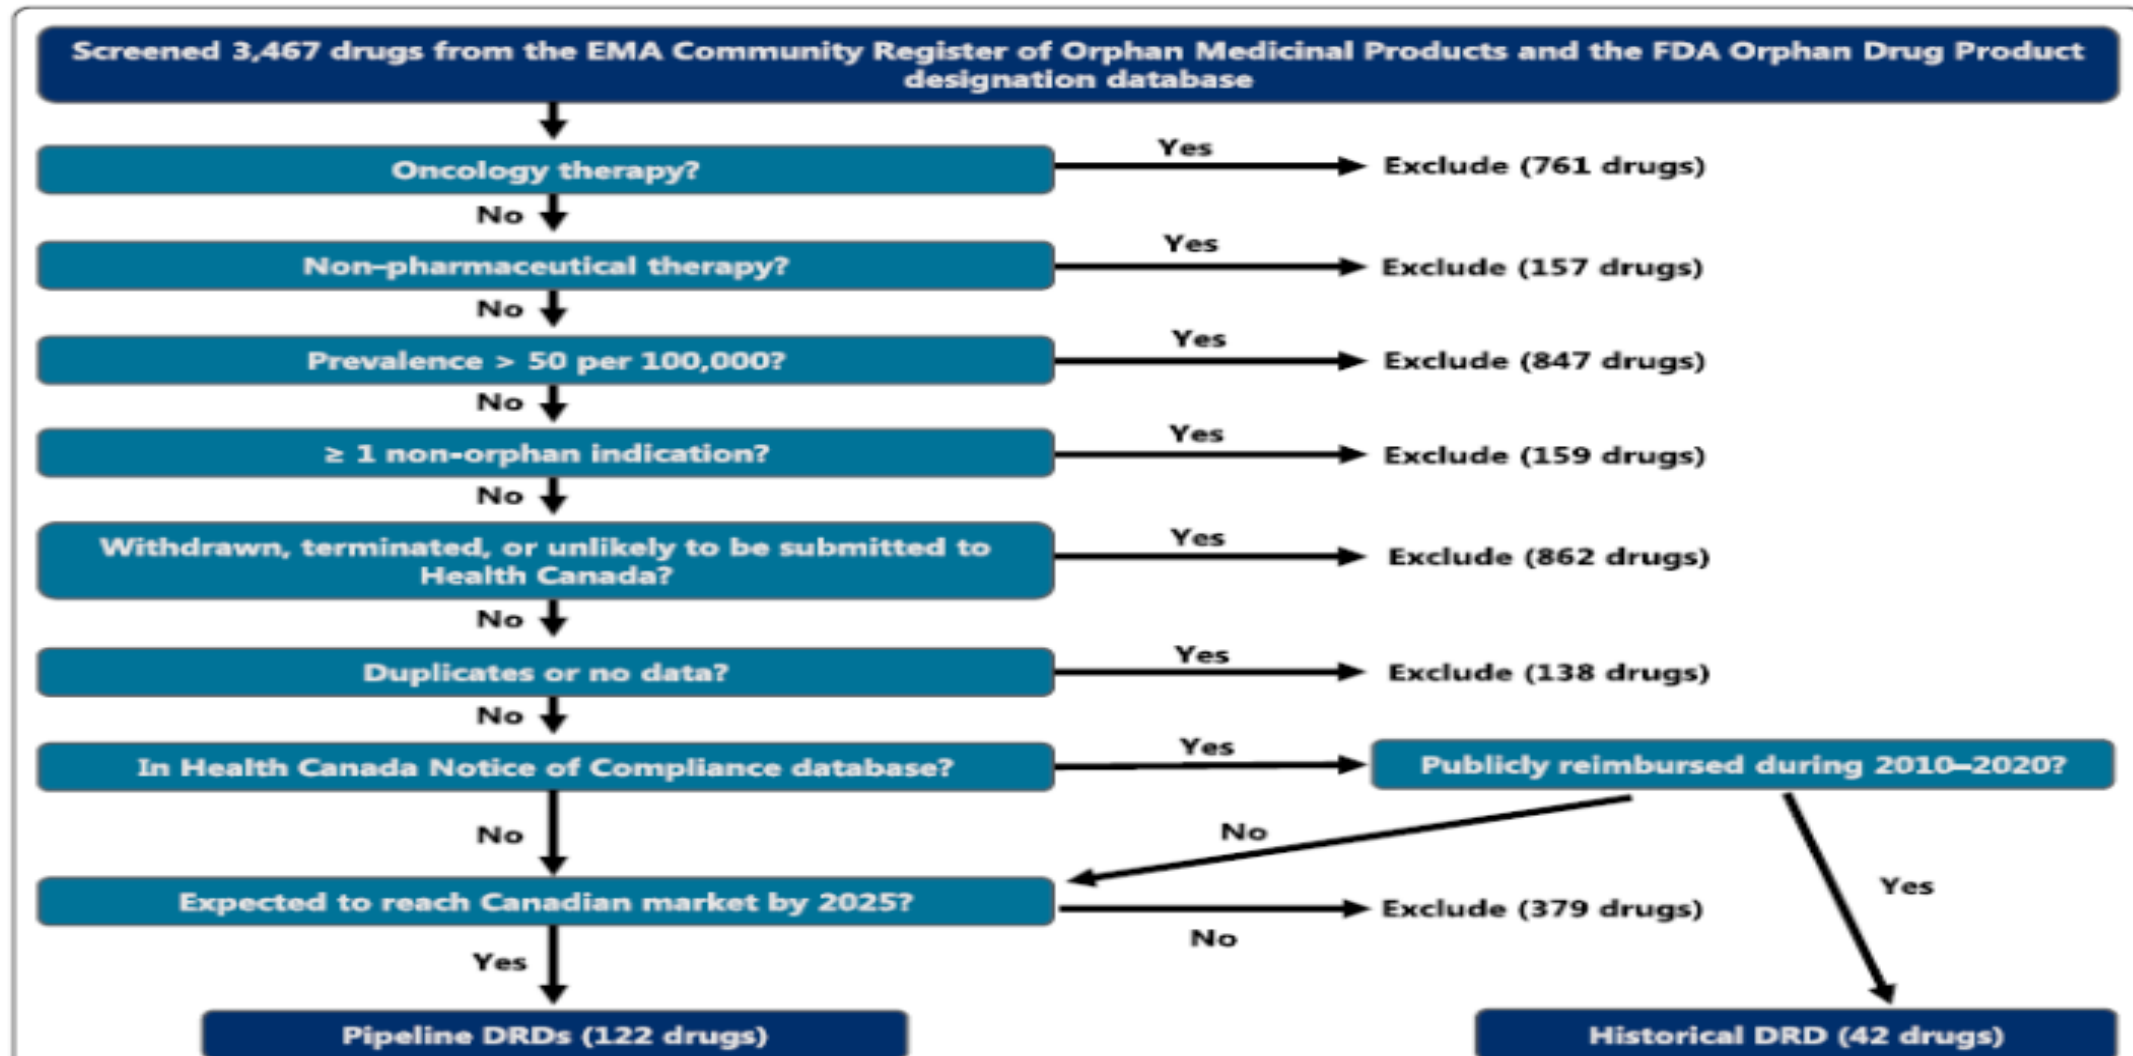 Screened 3,467 drugs from the EMA Community Register of Orphan Medicinal Products and the FDA Orphan Drug Product
designation database
Oncology therapy?
Yes
Exclude (761 drugs)
No
Non-pharmaceutical therapy?
Yes
Exclude (157 drugs)
No
Prevalence > 50 per 100,000?
Yes
Exclude (847 drugs)
No
≥ 1 non-orphan indication?
Yes
Exclude (159 drugs)
No
Withdrawn, terminated, or unlikely to be submitted to
Health Canada?
Yes
Exclude (862 drugs)
No
Duplicates or no data?
Yes
Exclude (138 drugs)
No
In Health Canada Notice of Compliance database?
Yes
Publicly reimbursed during 2010–2020?
No
No
Yes
Expected to reach Canadian market by 2025?
Exclude (379 drugs)
No
Yes
Pipeline DRDs (122 drugs)
Historical DRD (42 drugs)